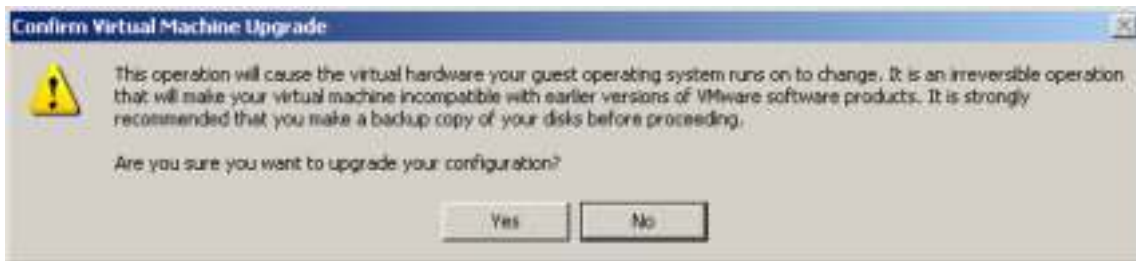 Confirm Virtual Machine Upgrade
This operation will cause the virtual hardware your guest operating system runs on to change. It is an irreversible operation
that will make your virtual machine incompatible with earlier versions of VMware software products. It is strongly
recommended that you make a backup copy of your disks before proceeding.
Are you sure you want to upgrade your configuration?
Yes
No